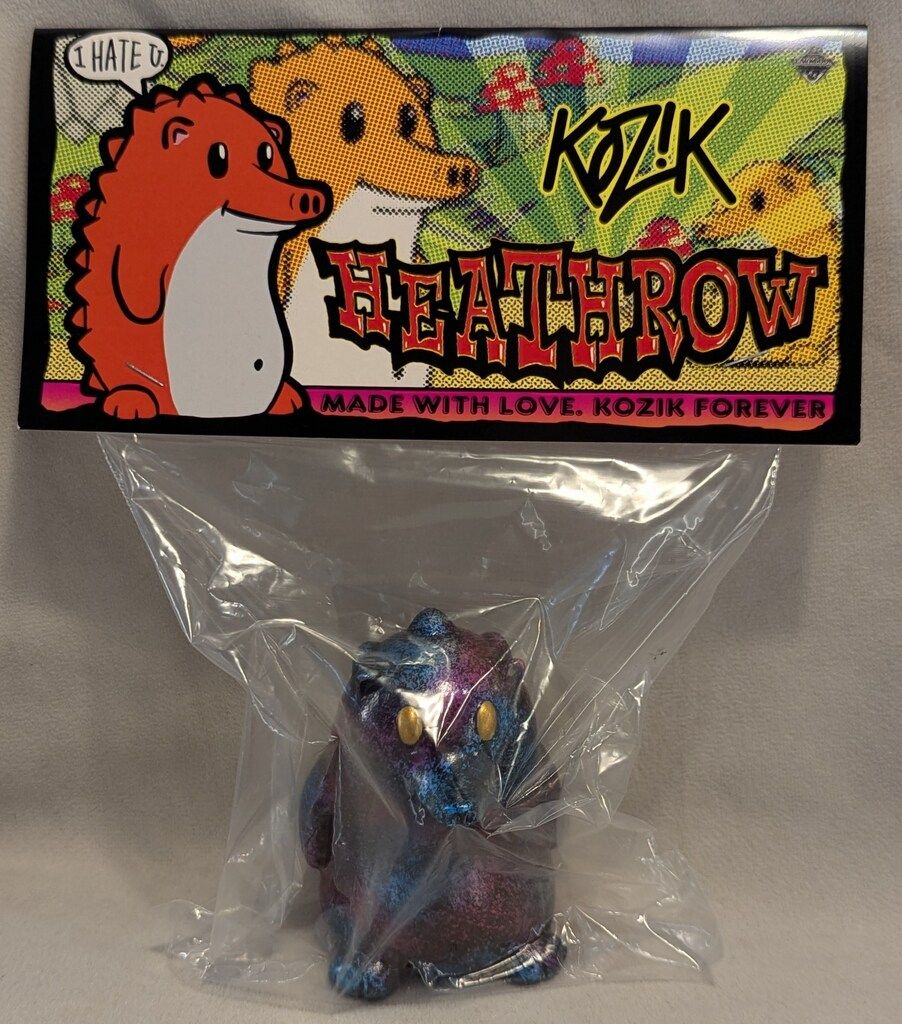 I HATE U.
KOZ!K
HEATHROW
MADE WITH LOVE. KOZIK FOREVER